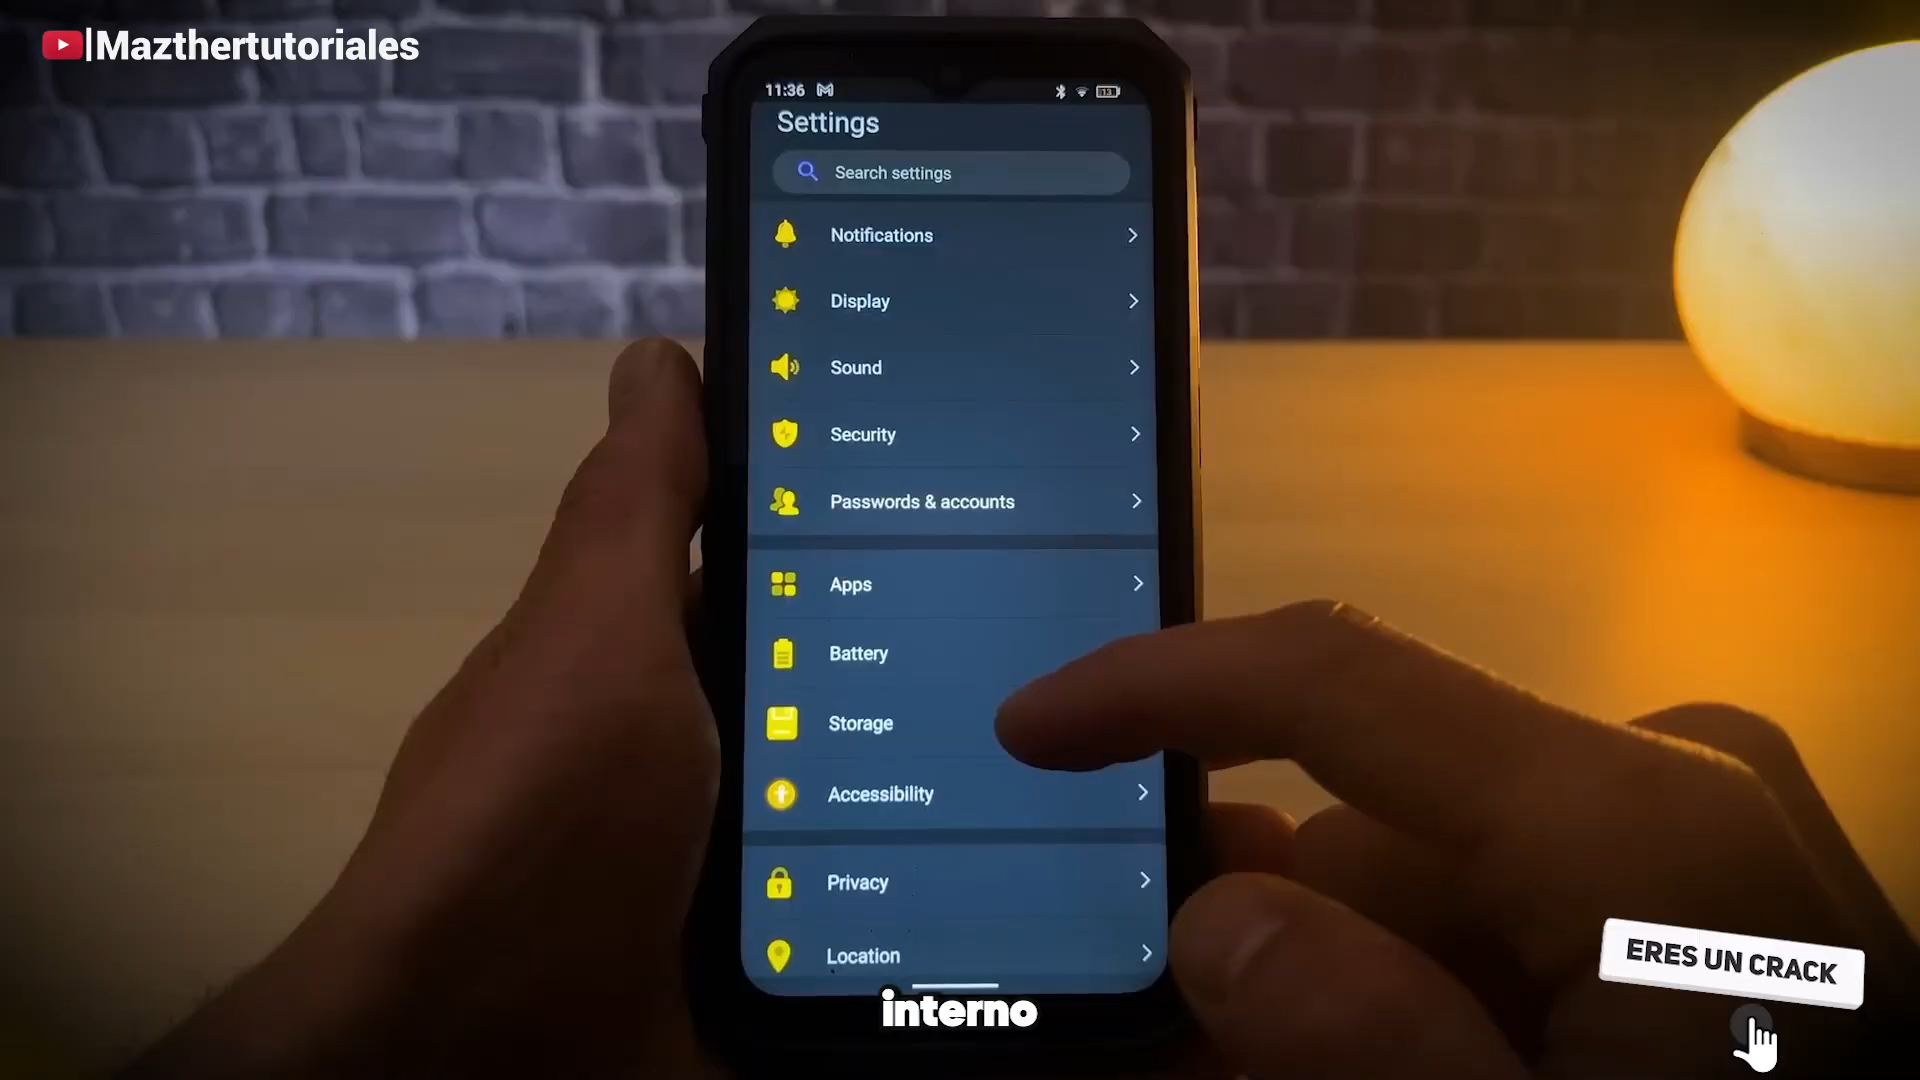 |Mazthertutoriales
11:36
13
Settings
Search settings
Notifications
Display
Sound
Security
Passwords & accounts
Apps
Battery
Storage
Accessibility
Privacy
Location
interno
ERES UN CRACK